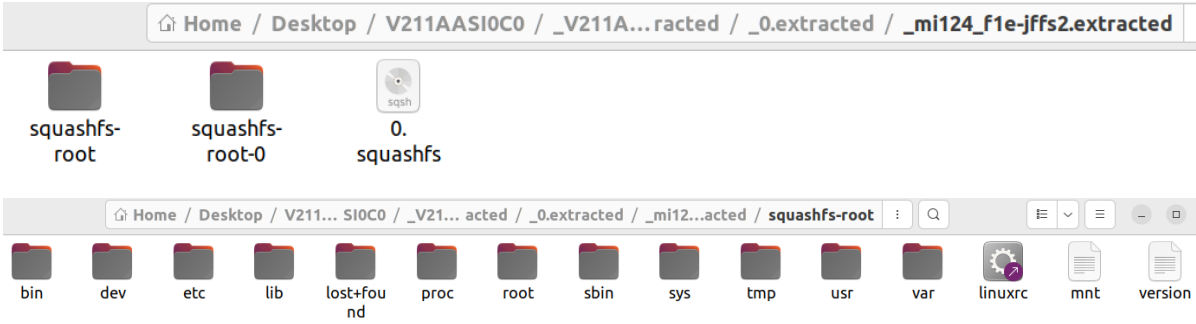 Home / Desktop / V211AASI0C0 / _V211A...racted / _0.extracted / _mi124_f1e-jffs2.extracted
squashfs-
root
squashfs-
root-0
sqsh
0.
squashfs
Home / Desktop / V211... SI0C0 / _V21... acted / _0.extracted / _mi12...acted / squashfs-root
bin dev etc lib lost+fou proc root sbin sys tmp usr var linuxrc mnt version
nd